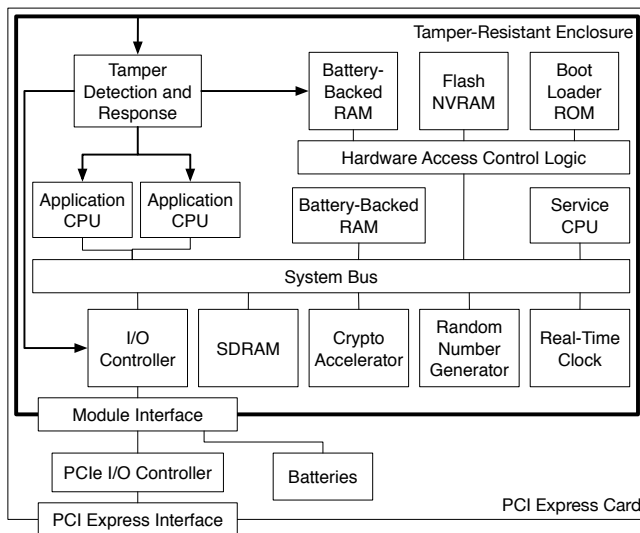 Tamper-Resistant Enclosure
Tamper
Detection and
Response
Battery-
Backed
RAM
Flash
NVRAM
Boot
Loader
ROM
Hardware Access Control Logic
Application
CPU
Application
CPU
Battery-Backed
RAM
Service
CPU
System Bus
I/O
Controller
SDRAM
Crypto
Accelerator
Random
Number
Generator
Real-Time
Clock
Module Interface
PCIe I/O Controller
Batteries
PCI Express Card
PCI Express Interface